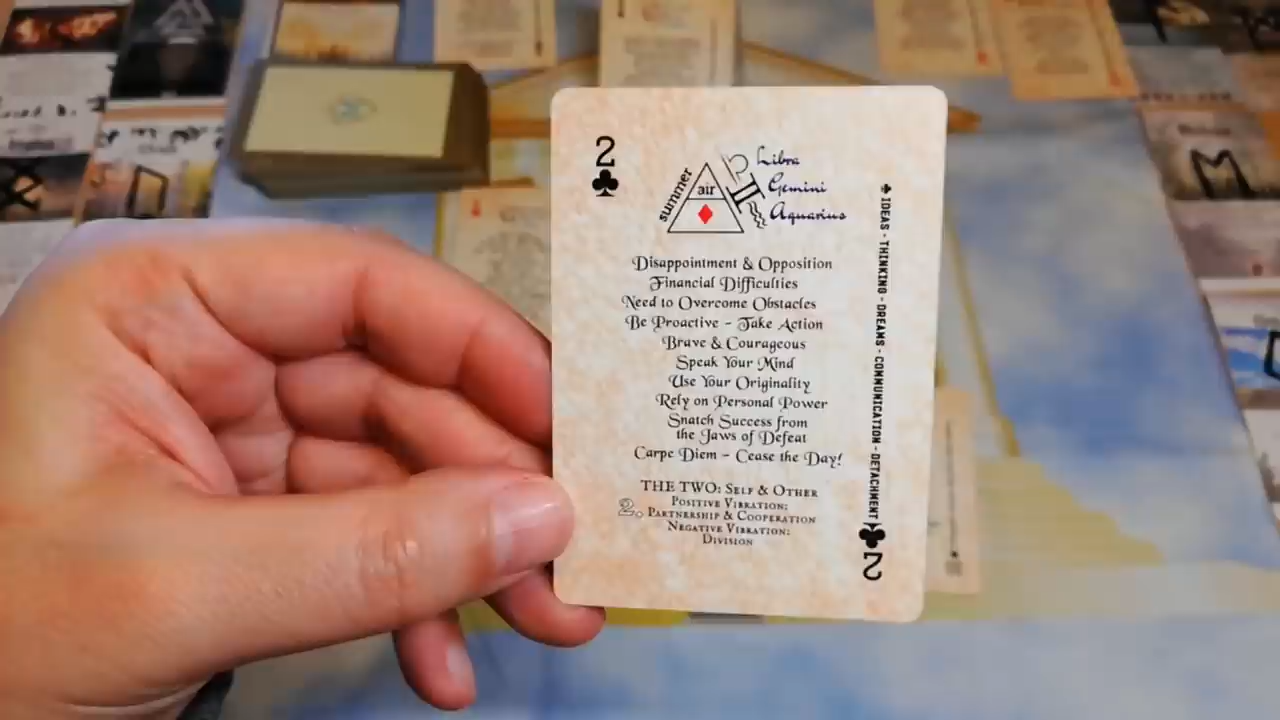 2
summer
air
Libra
Gemini
Aquarius
Disappointment & Opposition
Financial Difficulties
Need to Overcome Obstacles
Be Proactive - Take Action
Brave & Courageous
Speak Your Mind
Use Your Originality
Rely on Personal Power
Snatch Success from
the Jaws of Defeat
Carpe Diem - Cease the Day!
THE TWO: SELF & OTHER
POSITIVE VIBRATION:
2. PARTNERSHIP & COOPERATION
NEGATIVE VIBRATION:
DIVISION
♣ IDEAS - THINKING - DREAMS - COMMUNICATION - DETACHMENT
2